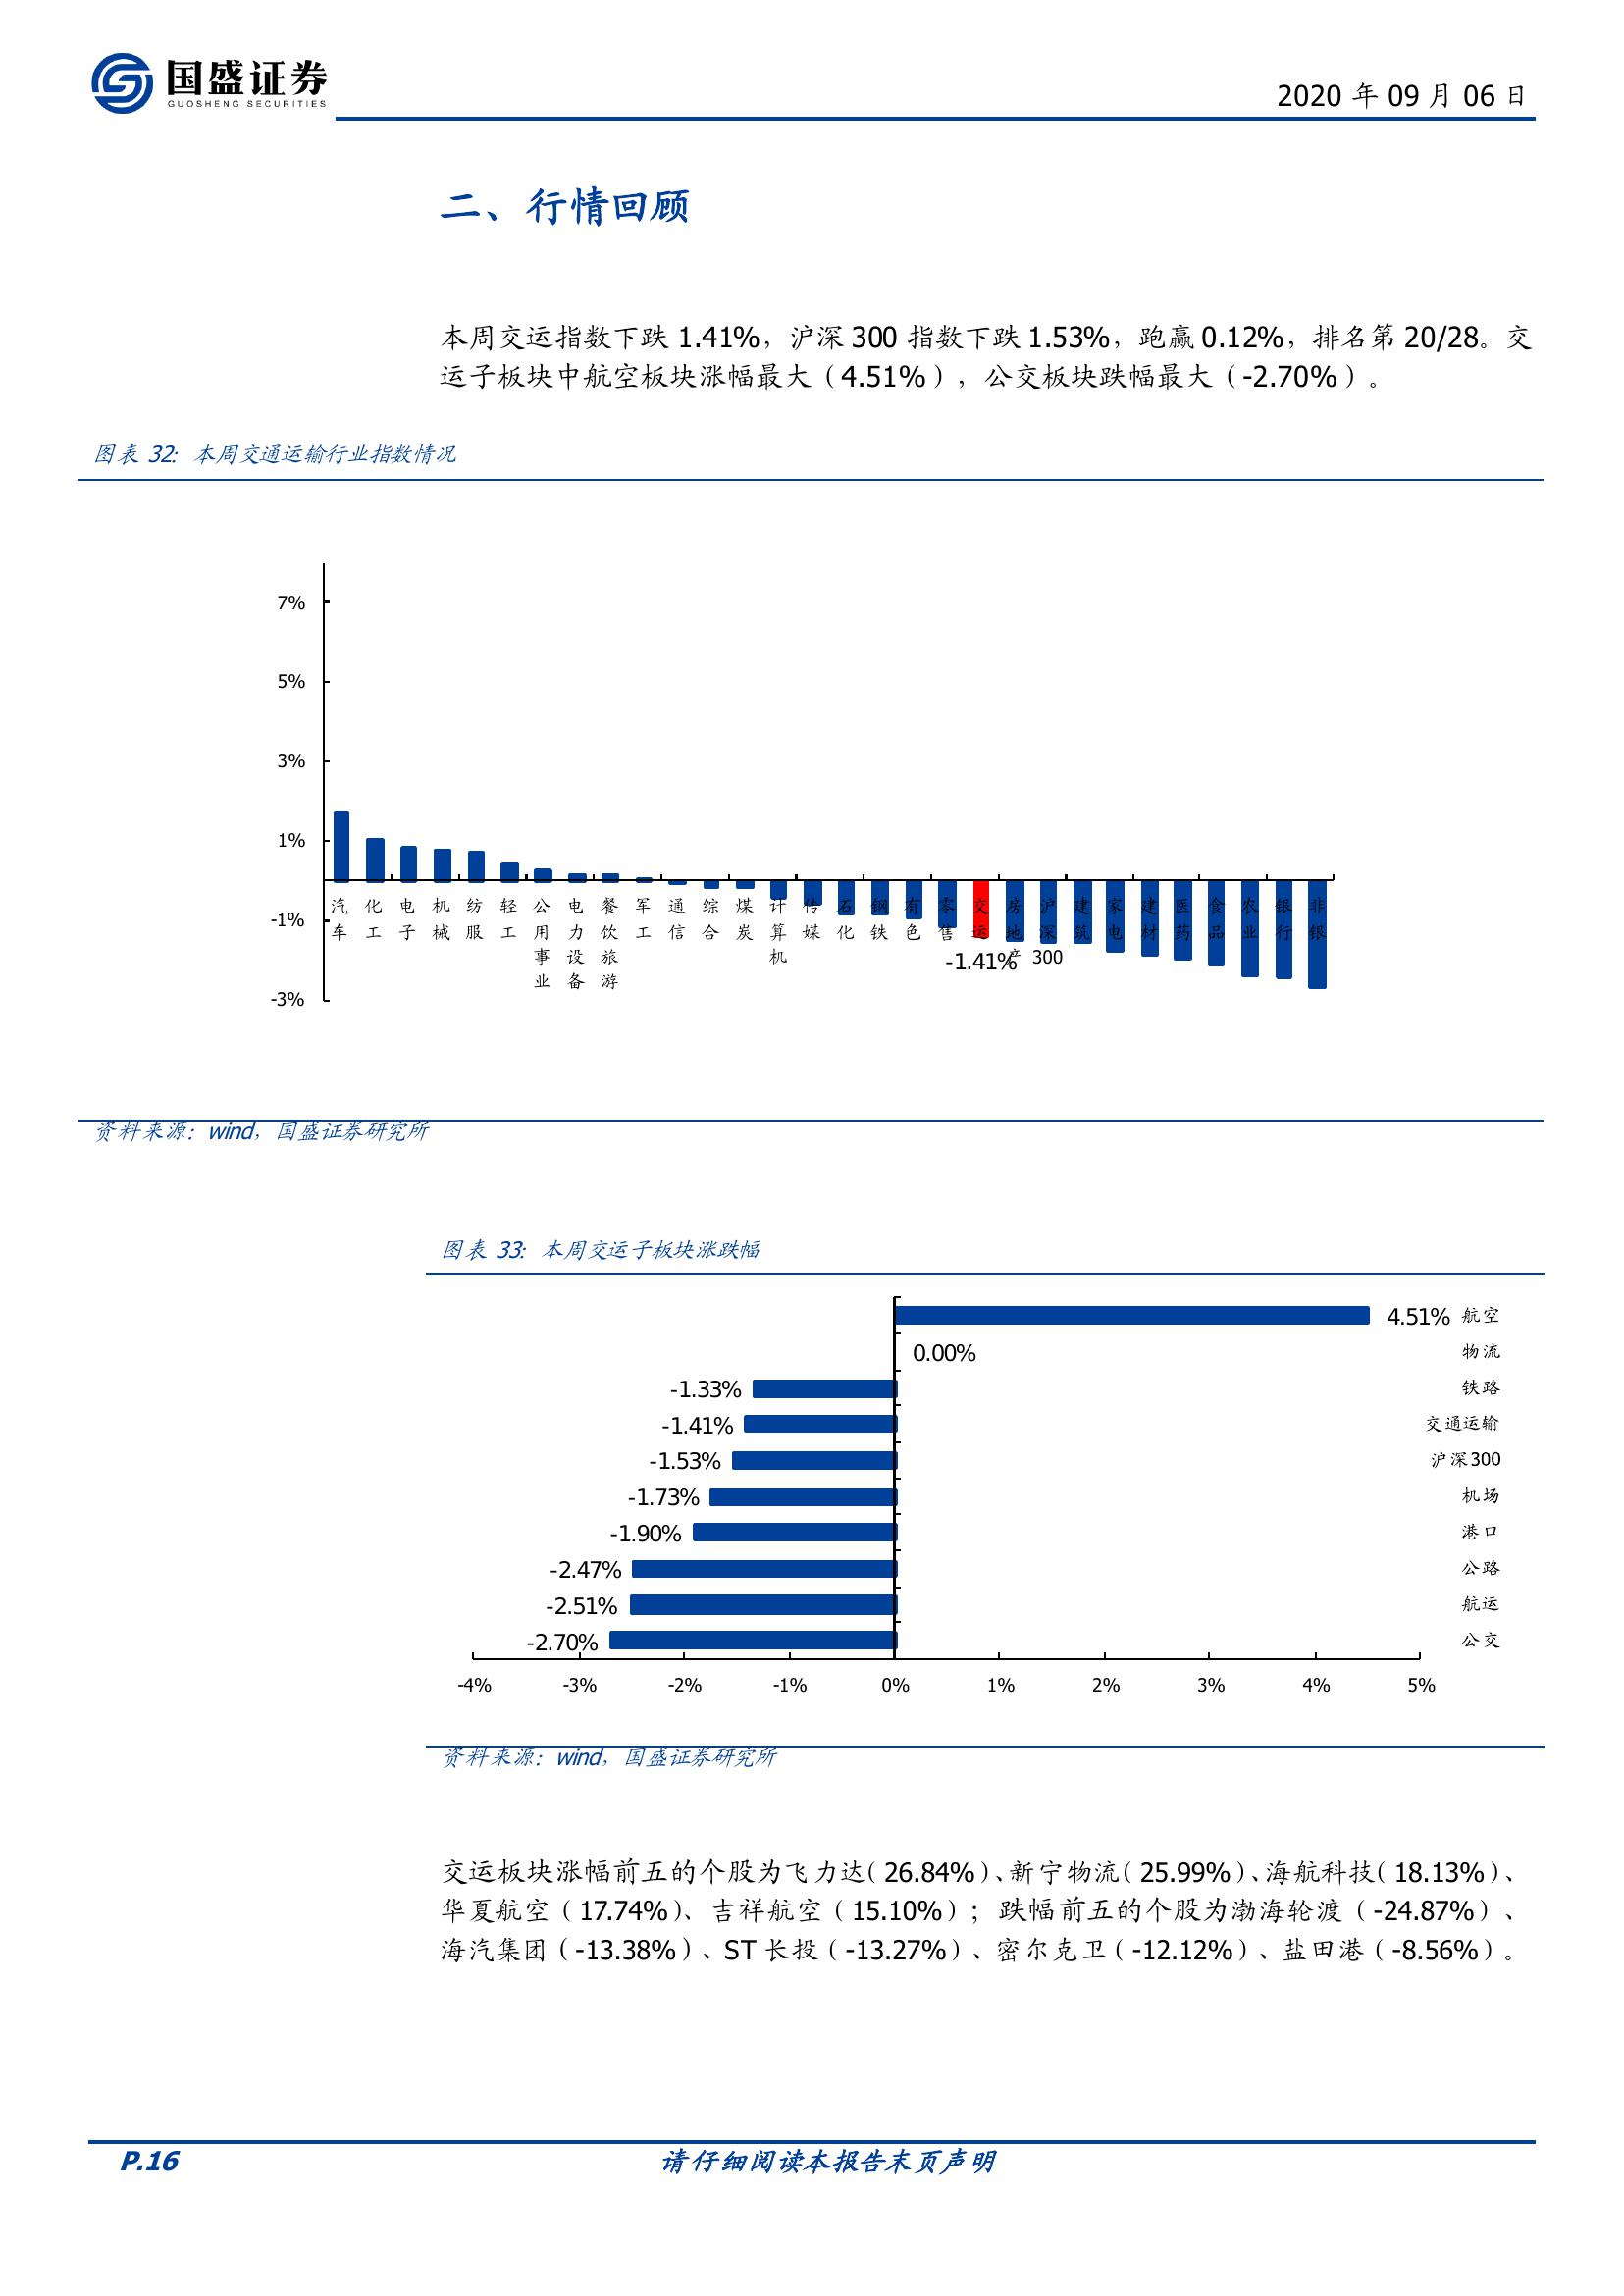 国盛证券
GUOSHENG SECURITIES
2020 年 09 月 06 日
二、行情回顾
本周交运指数下跌 1.41%，沪深 300 指数下跌 1.53%，跑赢 0.12%，排名第 20/28。交
运子板块中航空板块涨幅最大（4.51%），公交板块跌幅最大（-2.70%）。
图表 32：本周交通运输行业指数情况
7%
5%
3%
1%
-1%
-3%
汽车
化工
电子
机械
纺服
轻工
公用事业
电力设备
餐饮旅游
军工
通信
综合
煤炭
计算机
传媒
石化
钢铁
有色
零售
交运
房地产
沪深300
建筑
家电
建材
医药
食品
农业
银行
非银
-1.41%
资料来源：wind，国盛证券研究所
图表 33：本周交运子板块涨跌幅
4.51% 航空
0.00% 物流
-1.33% 铁路
-1.41% 交通运输
-1.53% 沪深300
-1.73% 机场
-1.90% 港口
-2.47% 公路
-2.51% 航运
-2.70% 公交
-4% -3% -2% -1% 0% 1% 2% 3% 4% 5%
资料来源：wind，国盛证券研究所
交运板块涨幅前五的个股为飞力达（26.84%）、新宁物流（25.99%）、海航科技（18.13%）、
华夏航空（17.74%）、吉祥航空（15.10%）；跌幅前五的个股为渤海轮渡（-24.87%）、
海汽集团（-13.38%）、ST 长投（-13.27%）、密尔克卫（-12.12%）、盐田港（-8.56%）。
P.16
请仔细阅读本报告末页声明